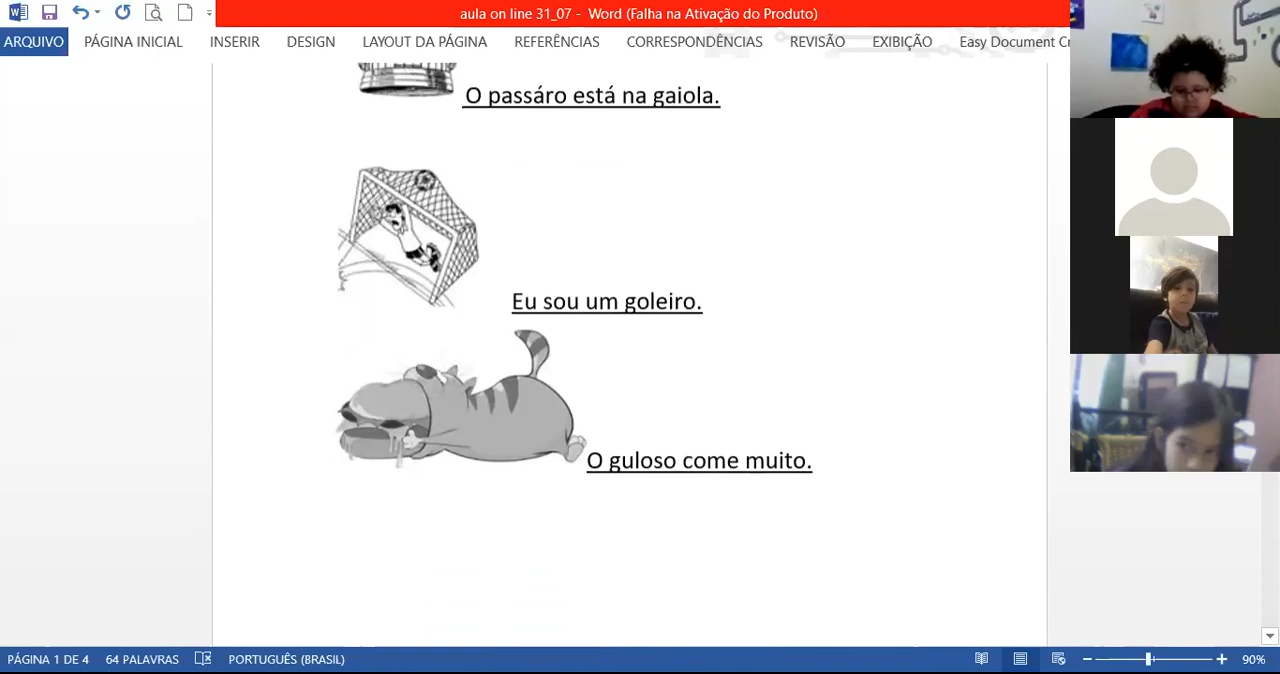 aula on line 31_07 - Word (Falha na Ativação do Produto)
ARQUIVO PÁGINA INICIAL INSERIR DESIGN LAYOUT DA PÁGINA REFERÊNCIAS CORRESPONDÊNCIAS REVISÃO EXIBIÇÃO Easy Document Cr
O passáro está na gaiola.
Eu sou um goleiro.
O guloso come muito.
PÁGINA 1 DE 4 64 PALAVRAS PORTUGUÊS (BRASIL) 90%